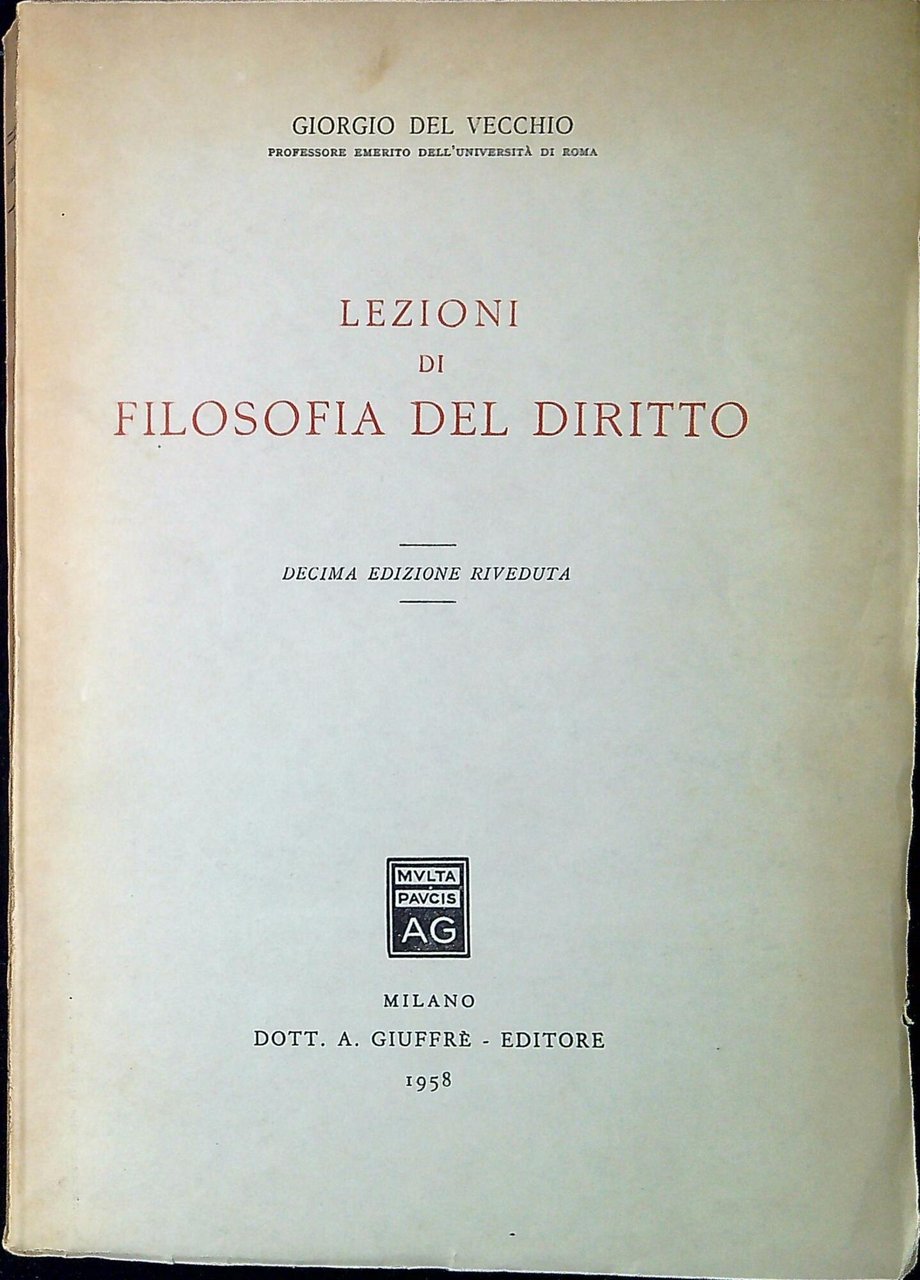 GIORGIO DEL VECCHIO
PROFESSORE EMERITO DELL'UNIVERSITÀ DI ROMA
LEZIONI
DI
FILOSOFIA DEL DIRITTO
DECIMA EDIZIONE RIVEDUTA
MVLTA
PAVCIS
AG
MILANO
DOTT. A. GIUFFRÈ - EDITORE
1958